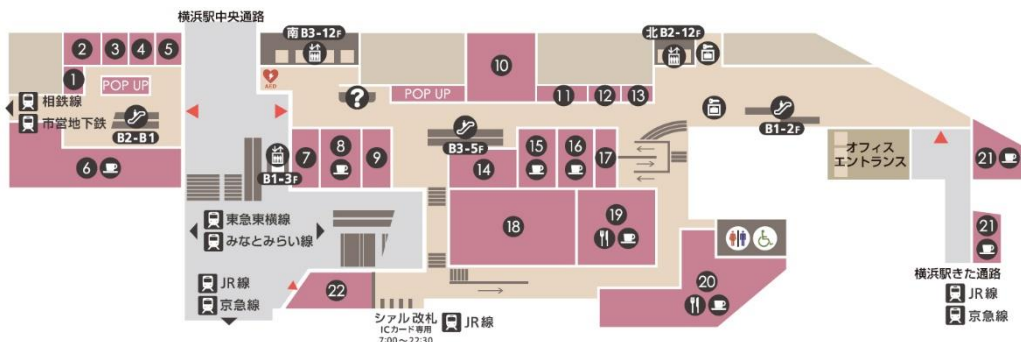 横浜駅中央通路
南 B3-12F
北 B2-12F
2
3
4
5
1
POP UP
AED
?
POP UP
10
11
12
13
相鉄線
市営地下鉄
B2-B1
6
B1-3F
7
8
9
B3-5F
14
15
16
17
B1-2F
オフィス
エントランス
21
21
東急東横線
みなとみらい線
18
19
20
JR線
京急線
22
シァル改札
ICカード専用
7:00〜22:30
JR線
横浜駅きた通路
JR線
京急線